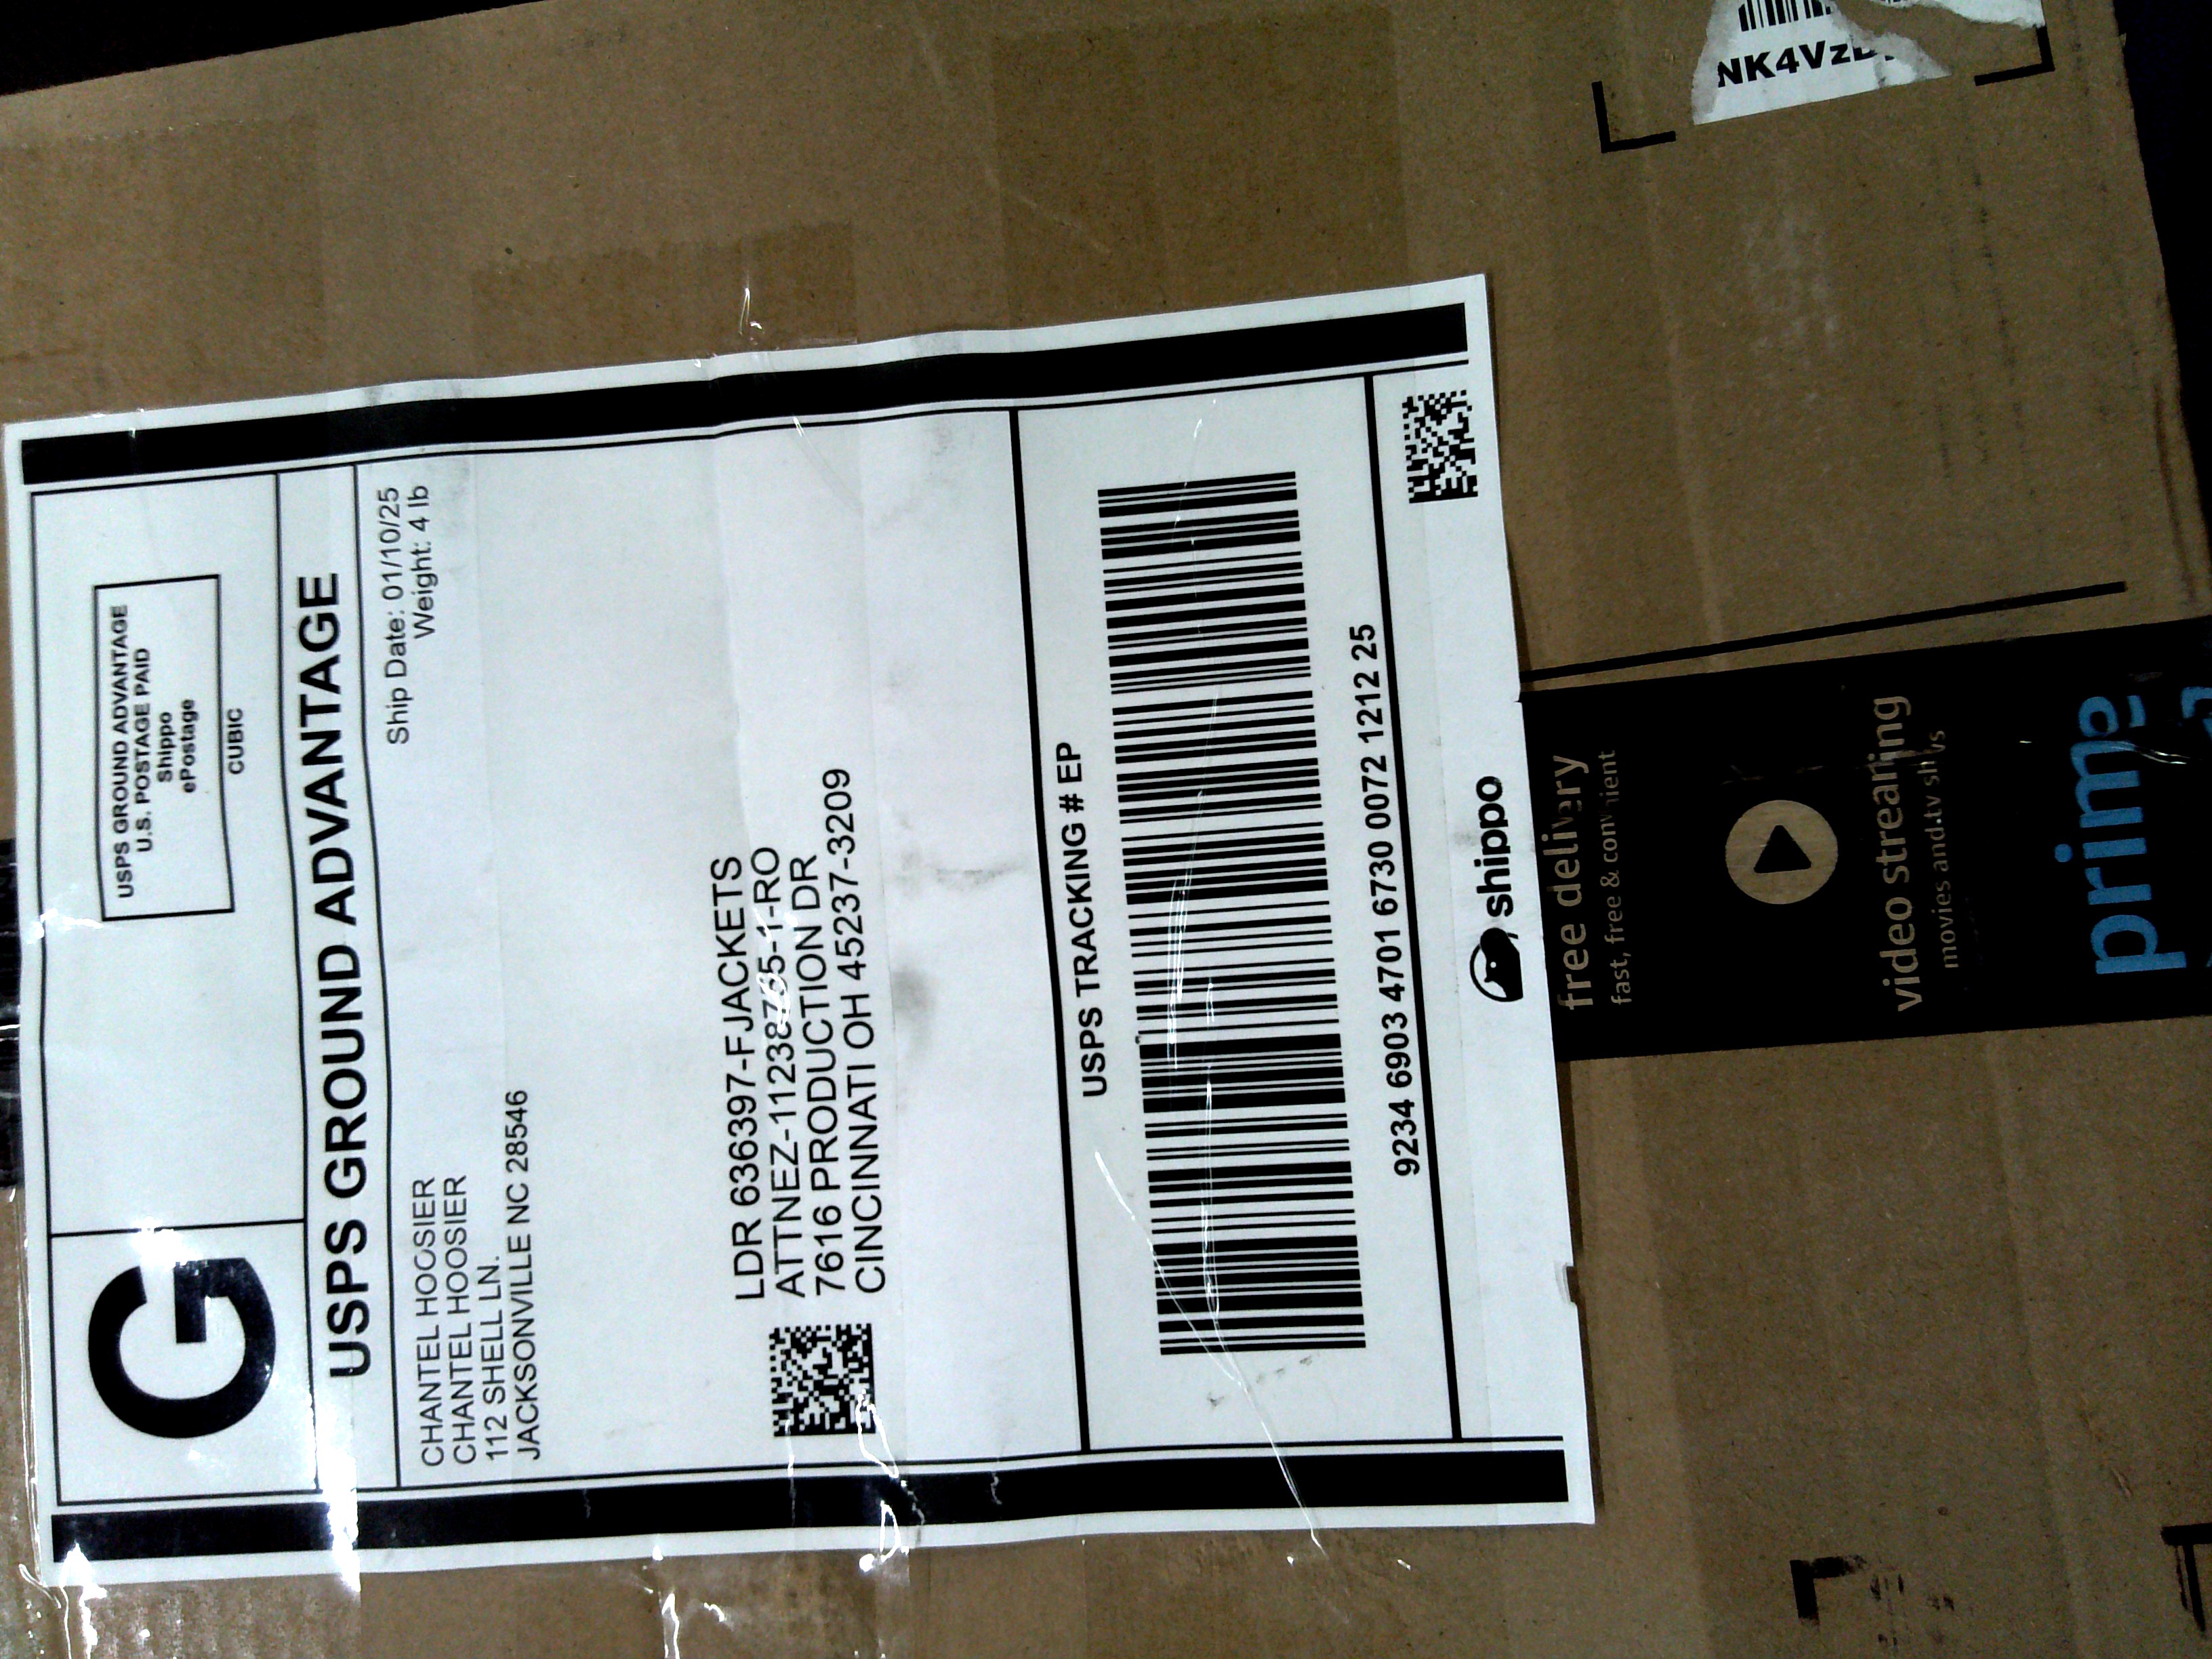 G
USPS GROUND ADVANTAGE
U.S. POSTAGE PAID
Shippo
ePostage
CUBIC
USPS GROUND ADVANTAGE
Ship Date: 01/10/25
Weight: 4 lb
CHANTEL HOOSIER
CHANTEL HOOSIER
112 SHELL LN.
JACKSONVILLE NC 28546
LDR 636397-FJACKETS
7616 PRODUCTION DR
CINCINNATI OH 45237-3209
USPS TRACKING # EP
9234 6903 4701 6730 0072 1212 25
shippo
free delivery
fast, free & convenient
video streaming
movies and tv shows
prime